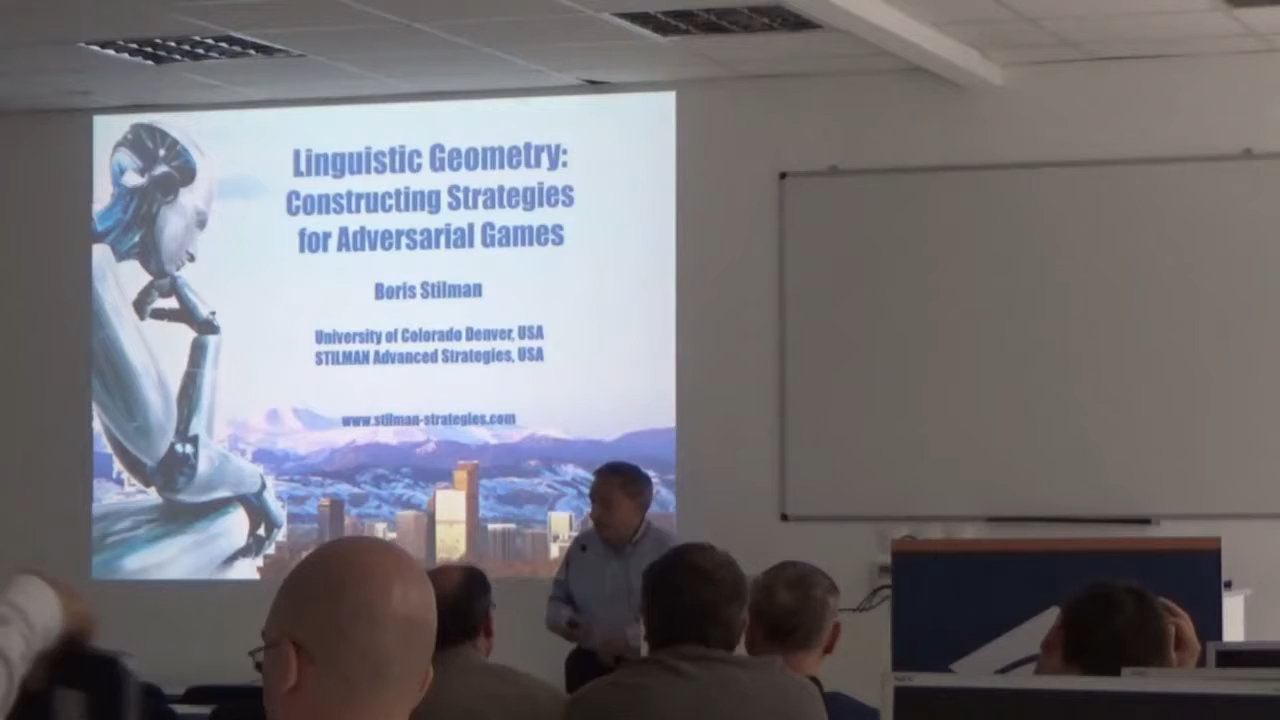 Linguistic Geometry:
Constructing Strategies
for Adversarial Games
Boris Stilman
University of Colorado Denver, USA
STILMAN Advanced Strategies, USA
www.stilman-strategies.com
NEC